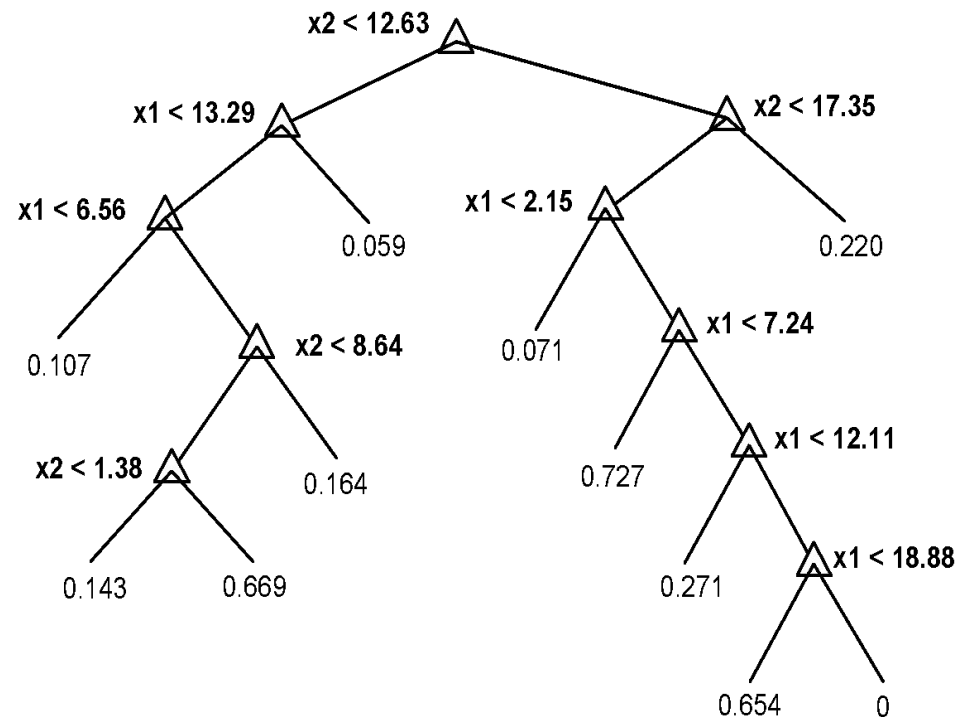 x2 < 12.63
x1 < 13.29
x2 < 17.35
x1 < 6.56
x1 < 2.15
0.059
0.220
x1 < 7.24
x2 < 8.64
0.071
0.107
x1 < 12.11
x2 < 1.38
0.727
0.164
x1 < 18.88
0.143
0.669
0.271
0.654
0